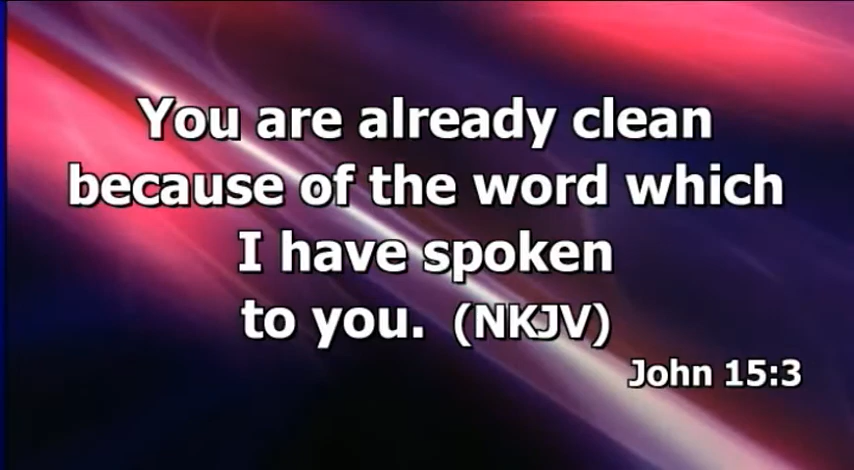 You are already clean
because of the word which
I have spoken
to you. (NKJV)
John 15:3